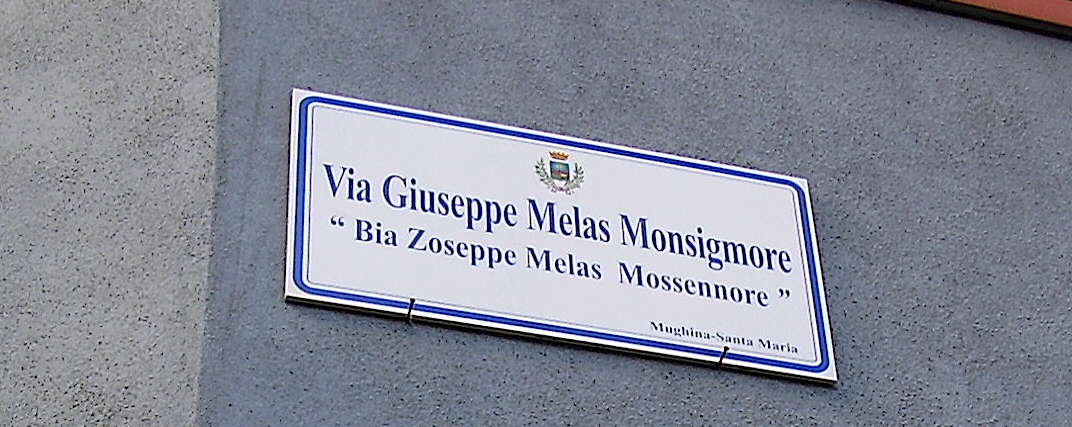 Via Giuseppe Melas Monsigmore
“ Bia Zoseppe Melas Mossennore ”
Mughina-Santa Maria